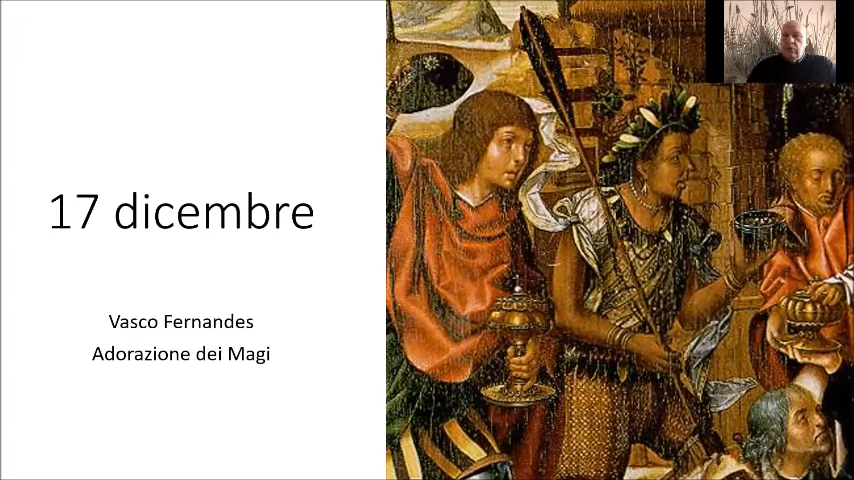 17 dicembre
Vasco Fernandes
Adorazione dei Magi